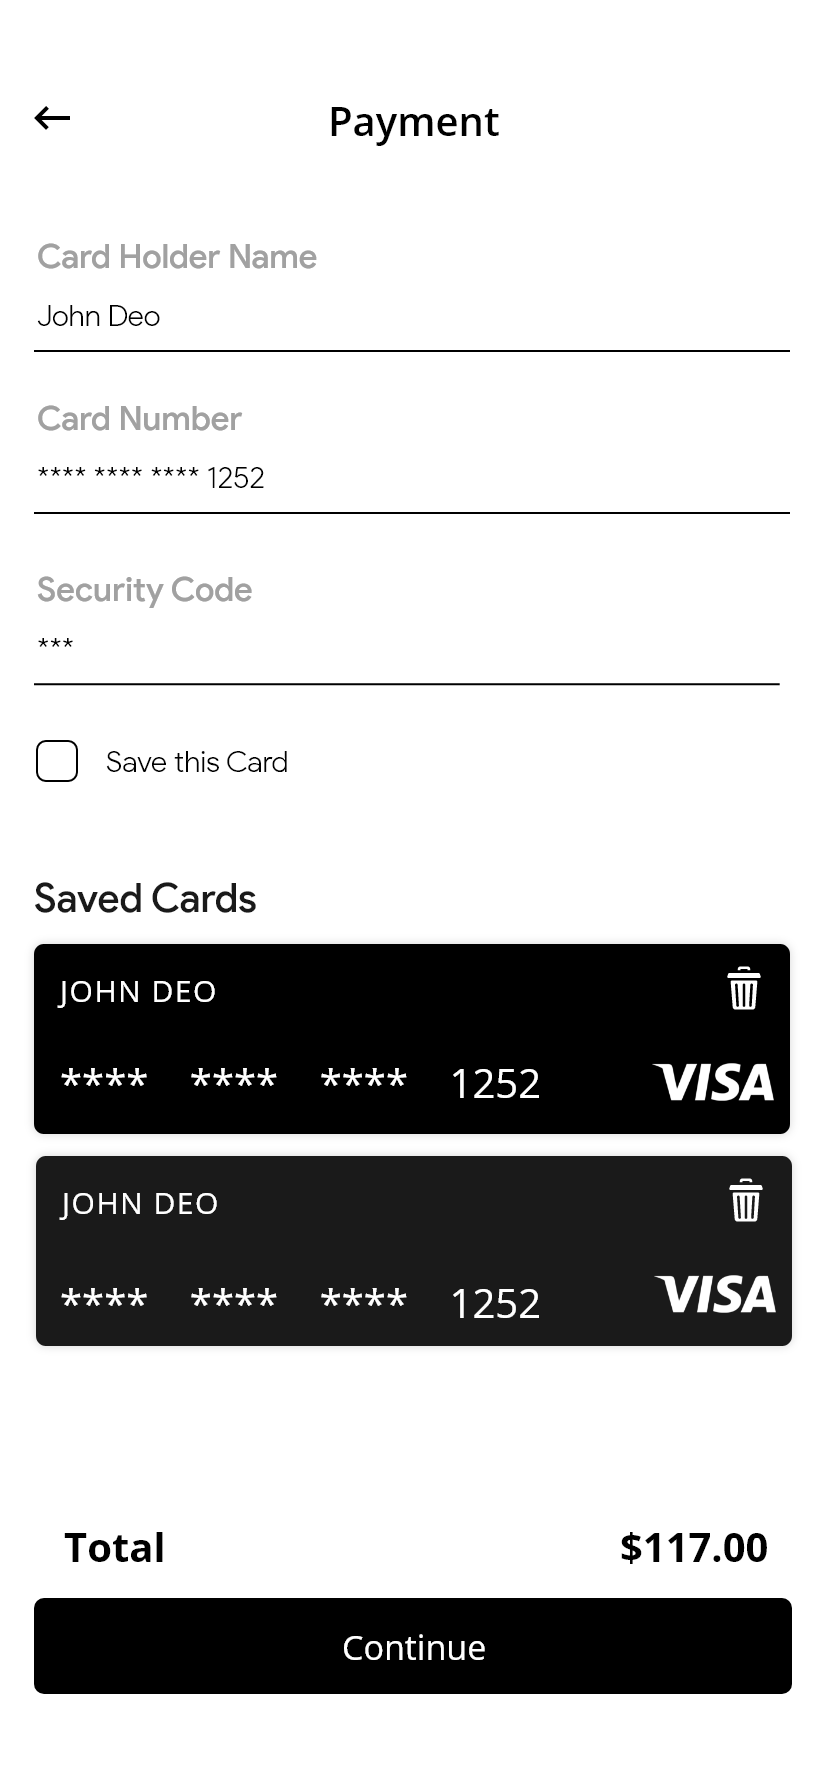 Payment
Card Holder Name
John Deo
Card Number
**** **** **** 1252
Security Code
***
Save this Card
Saved Cards
JOHN DEO
**** **** **** 1252 VISA
JOHN DEO
**** **** **** 1252 VISA
Total $117.00
Continue